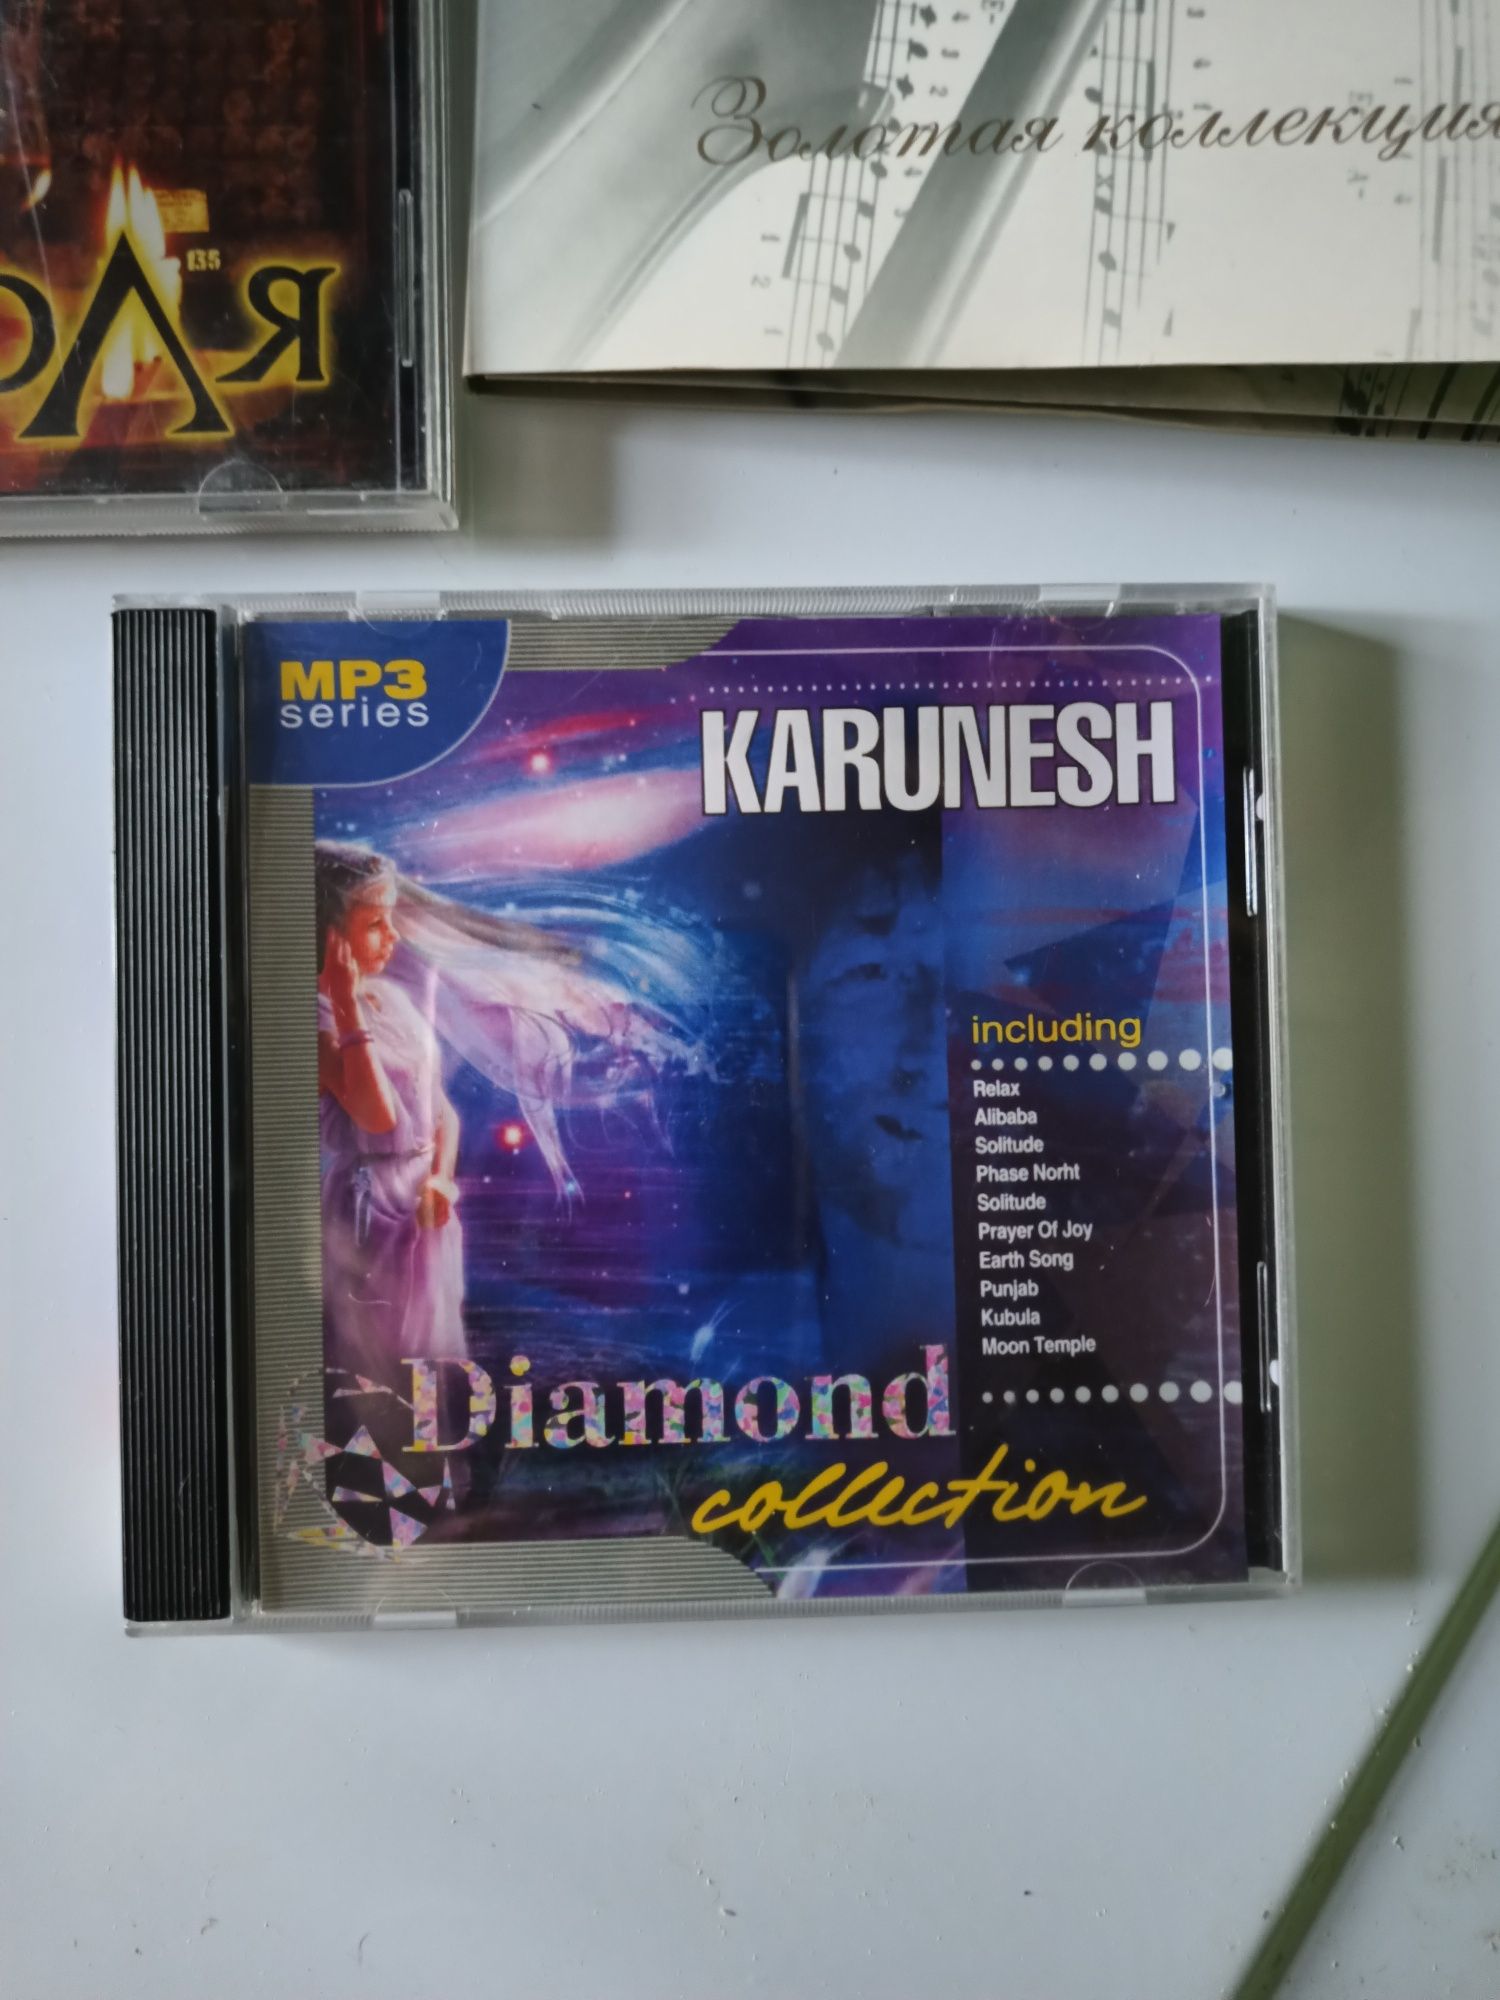 Золотая коллекция
135
MP3
series
KARUNESH
including
Relax
Alibaba
Solitude
Phase Norht
Solitude
Prayer Of Joy
Earth Song
Punjab
Kubula
Moon Temple
Diamond
collection